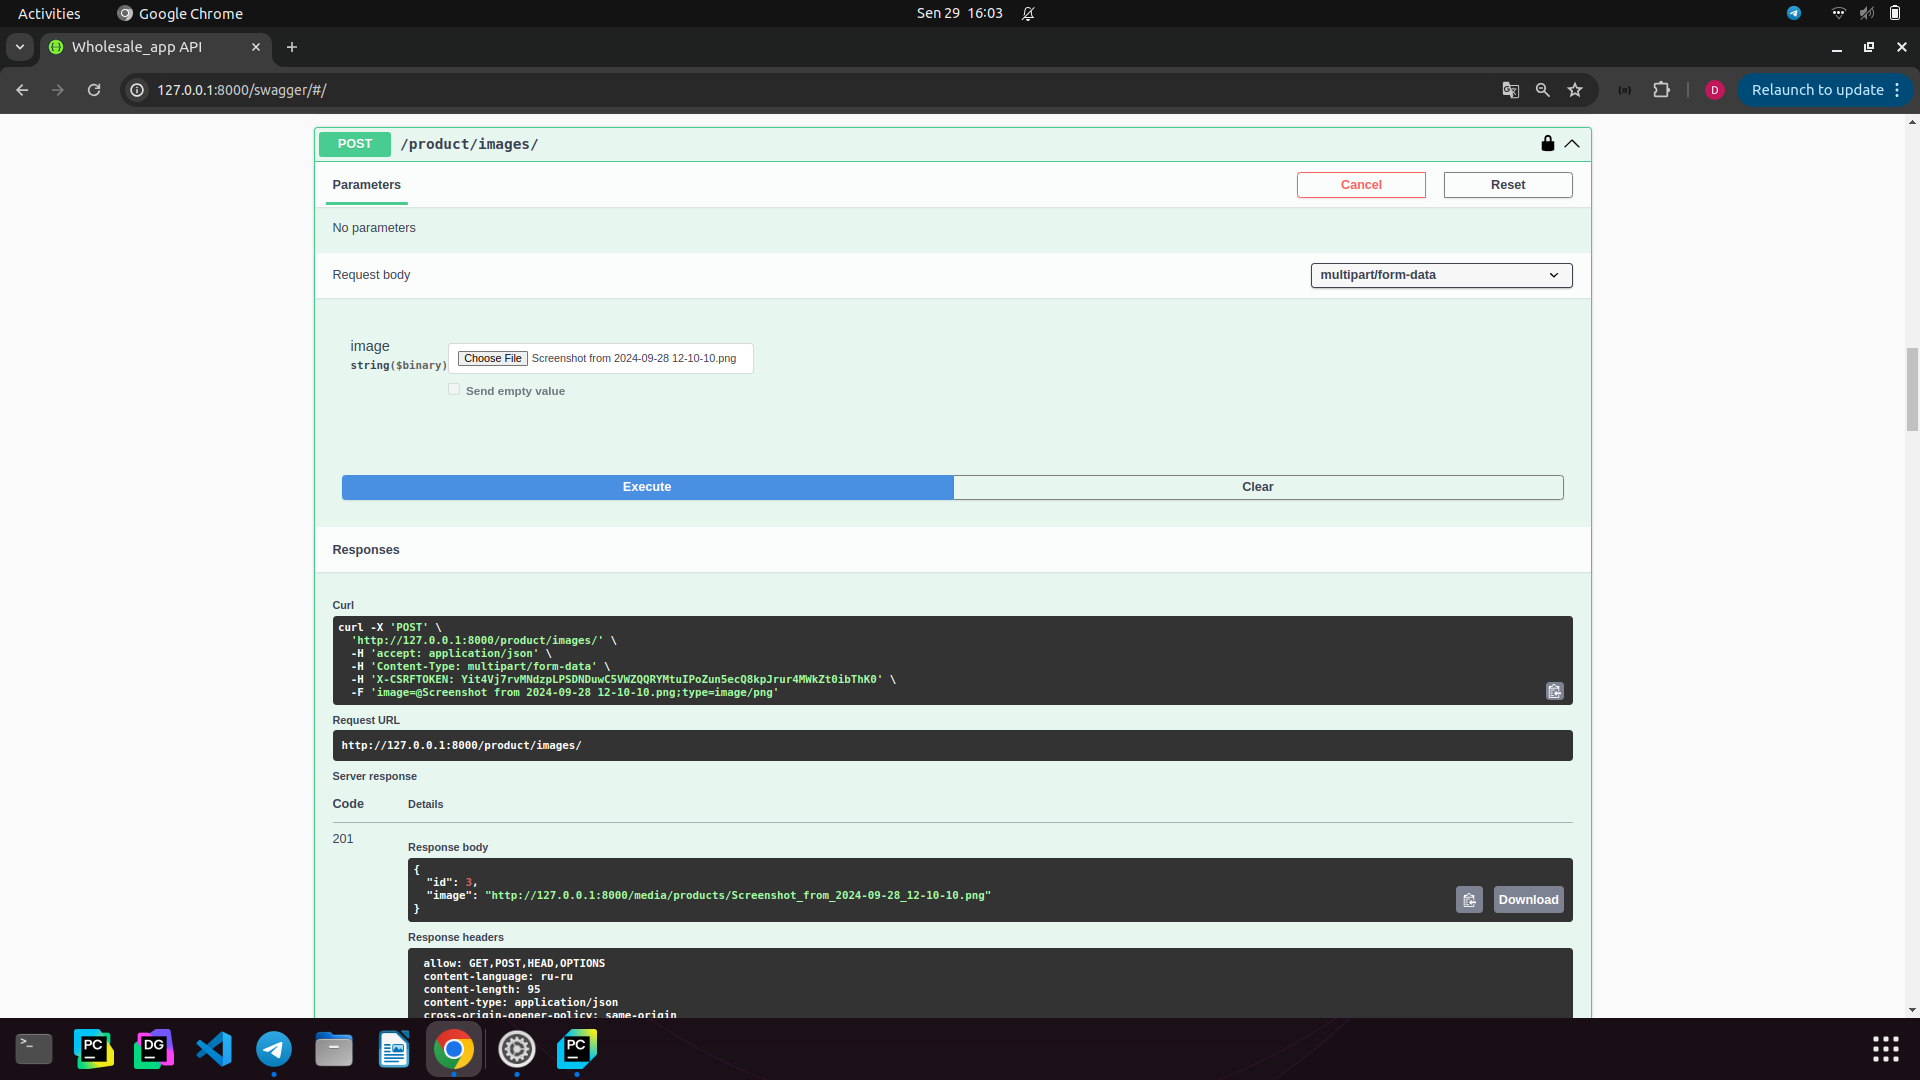 Activities
Google Chrome
Sen 29 16:03
Wholesale_app API
127.0.0.1:8000/swagger/#/
D
Relaunch to update
POST /product/images/
Parameters
Cancel
Reset
No parameters
Request body
multipart/form-data
image
string($binary)
Choose File Screenshot from 2024-09-28 12-10-10.png
Send empty value
Execute
Clear
Responses
Curl
curl -X 'POST' \
'http://127.0.0.1:8000/product/images/' \
-H 'accept: application/json' \
-H 'Content-Type: multipart/form-data' \
-H 'X-CSRFTOKEN: Yit4Vj7rvMNdzpLPSDNDuwC5VWZQQRYMtuIPoZun5ecQ8kpJrur4MWkZt0ibThK0' \
-F 'image=@Screenshot from 2024-09-28 12-10-10.png;type=image/png'
Request URL
http://127.0.0.1:8000/product/images/
Server response
Code Details
201
Response body
{
"id": 3,
"image": "http://127.0.0.1:8000/media/products/Screenshot_from_2024-09-28_12-10-10.png"
}
Download
Response headers
allow: GET,POST,HEAD,OPTIONS
content-language: ru-ru
content-length: 95
content-type: application/json
cross-origin-opener-policy: same-origin
PC
DG
PC